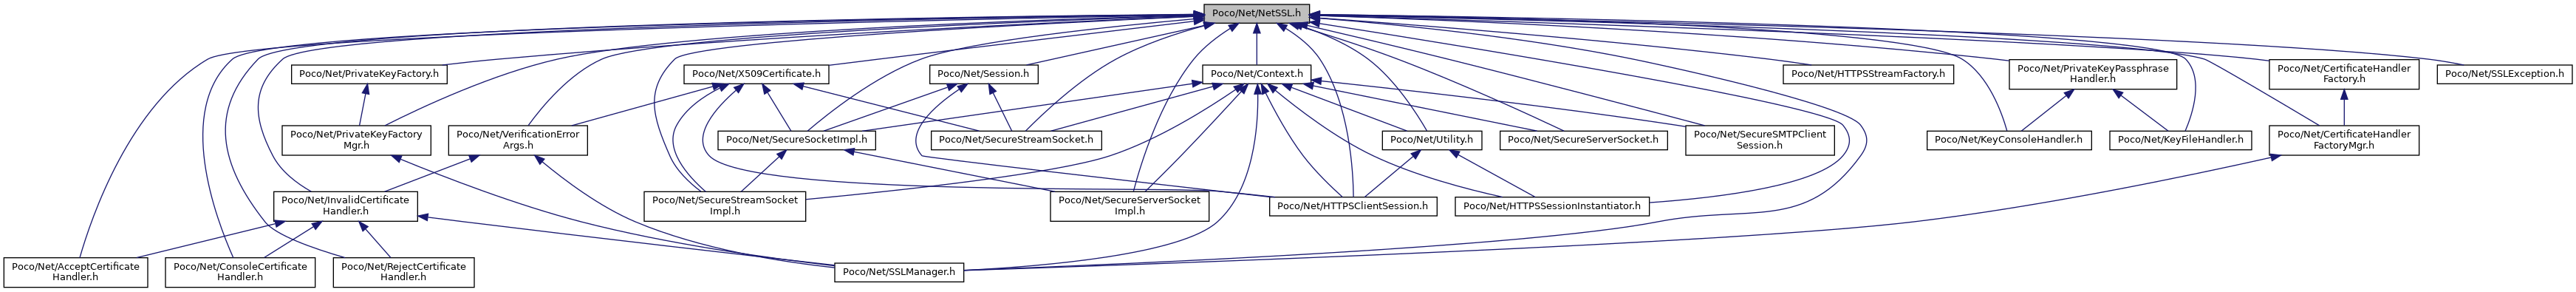 Poco/Net/NetSSL.h
Poco/Net/PrivateKeyFactory.h
Poco/Net/X509Certificate.h
Poco/Net/Session.h
Poco/Net/Context.h
Poco/Net/HTTPSStreamFactory.h
Poco/Net/PrivateKeyPassphrase
Handler.h
Poco/Net/CertificateHandler
Factory.h
Poco/Net/SSLException.h
Poco/Net/PrivateKeyFactory
Mgr.h
Poco/Net/VerificationError
Args.h
Poco/Net/SecureSocketImpl.h
Poco/Net/SecureStreamSocket.h
Poco/Net/Utility.h
Poco/Net/SecureServerSocket.h
Poco/Net/SecureSMTPClient
Session.h
Poco/Net/KeyConsoleHandler.h
Poco/Net/KeyFileHandler.h
Poco/Net/CertificateHandler
FactoryMgr.h
Poco/Net/InvalidCertificate
Handler.h
Poco/Net/SecureStreamSocket
Impl.h
Poco/Net/SecureServerSocket
Impl.h
Poco/Net/HTTPSClientSession.h
Poco/Net/HTTPSSessionInstantiator.h
Poco/Net/AcceptCertificate
Handler.h
Poco/Net/ConsoleCertificate
Handler.h
Poco/Net/RejectCertificate
Handler.h
Poco/Net/SSLManager.h